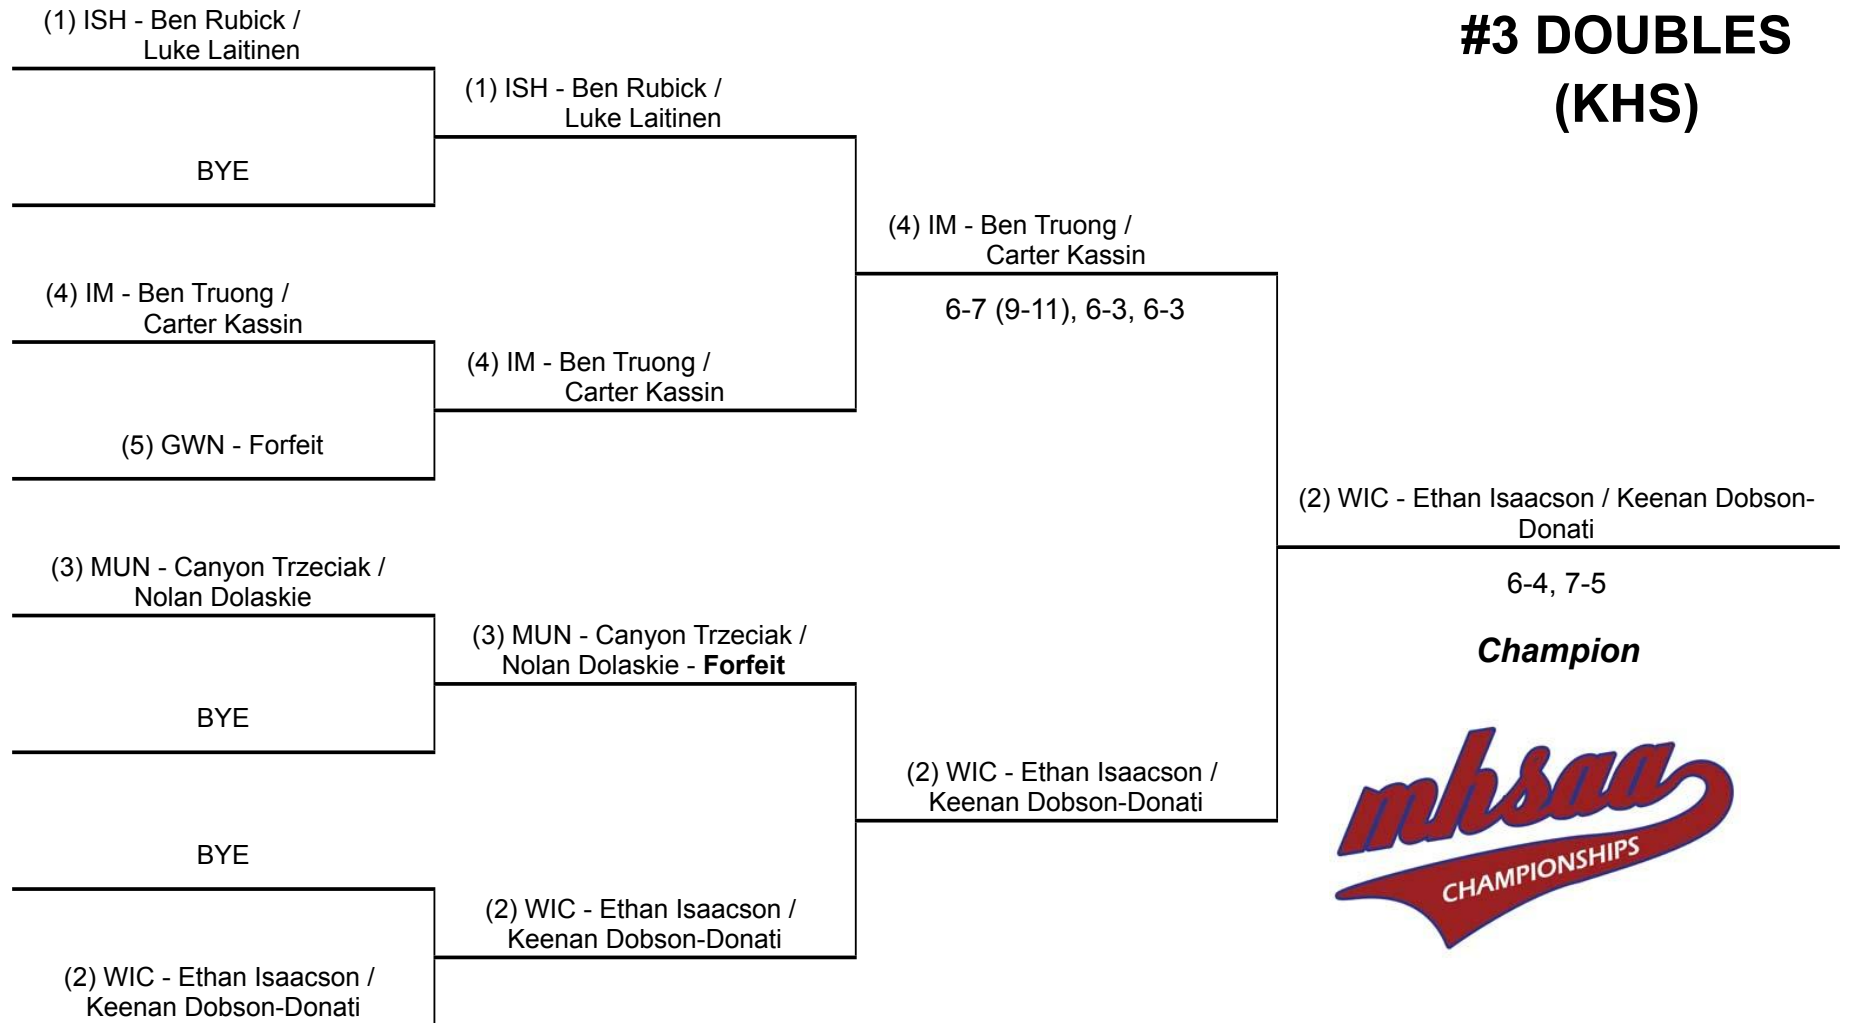 #3 DOUBLES
(KHS)
(1) ISH - Ben Rubick /
Luke Laitinen
BYE
(4) IM - Ben Truong /
Carter Kassin
(5) GWN - Forfeit
(3) MUN - Canyon Trzeciak /
Nolan Dolaskie
BYE
BYE
(2) WIC - Ethan Isaacson /
Keenan Dobson-Donati
(1) ISH - Ben Rubick /
Luke Laitinen
(4) IM - Ben Truong /
Carter Kassin
(3) MUN - Canyon Trzeciak /
Nolan Dolaskie - Forfeit
(2) WIC - Ethan Isaacson /
Keenan Dobson-Donati
(4) IM - Ben Truong /
Carter Kassin
6-7 (9-11), 6-3, 6-3
(2) WIC - Ethan Isaacson /
Keenan Dobson-Donati
(2) WIC - Ethan Isaacson / Keenan Dobson-
Donati
6-4, 7-5
Champion
mhsaa
CHAMPIONSHIPS